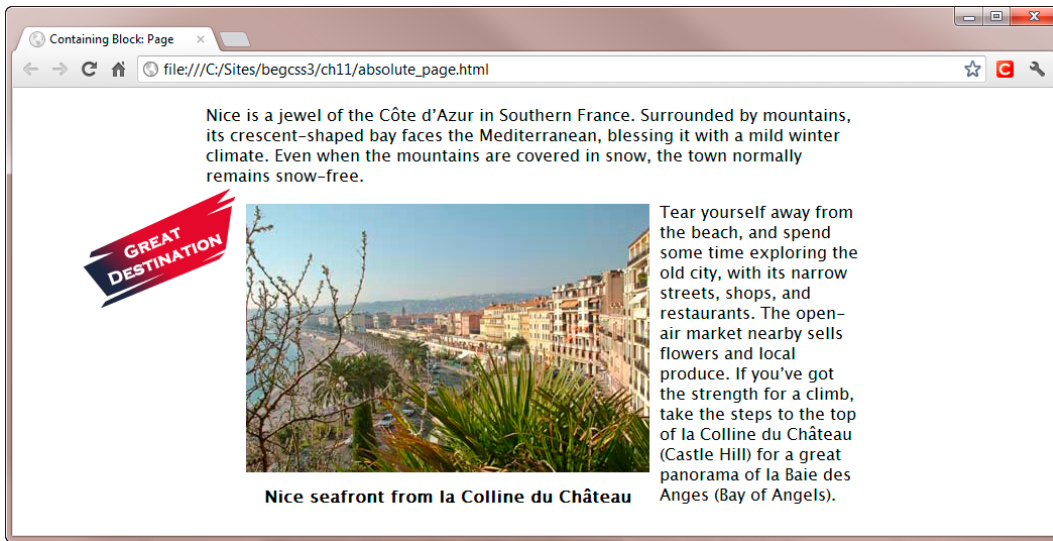 Containing Block: Page
file:///C:/Sites/begcss3/ch11/absolute_page.html
Nice is a jewel of the Côte d’Azur in Southern France. Surrounded by mountains,
its crescent-shaped bay faces the Mediterranean, blessing it with a mild winter
climate. Even when the mountains are covered in snow, the town normally
remains snow-free.
GREAT
DESTINATION
Tear yourself away from
the beach, and spend
some time exploring the
old city, with its narrow
streets, shops, and
restaurants. The open-
air market nearby sells
flowers and local
produce. If you’ve got
the strength for a climb,
take the steps to the top
of la Colline du Château
(Castle Hill) for a great
panorama of la Baie des
Anges (Bay of Angels).
Nice seafront from la Colline du Château